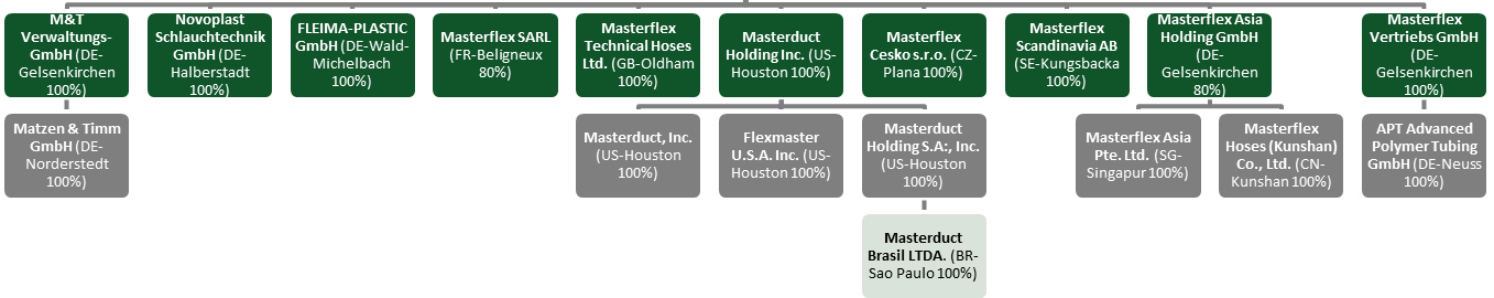 M&T
Verwaltungs-
GmbH (DE-
Gelsenkirchen
100%)
Novoplast
Schlauchtechnik
GmbH (DE-
Halberstadt
100%)
FLEIMA-PLASTIC
GmbH (DE-Wald-
Michelbach
100%)
Masterflex SARL
(FR-Beligneux
80%)
Masterflex
Technical Hoses
Ltd. (GB-Oldham
100%)
Masterduct
Holding Inc. (US-
Houston 100%)
Masterflex
Cesko s.r.o. (CZ-
Plana 100%)
Masterflex
Scandinavia AB
(SE-Kungsbacka
100%)
Masterflex Asia
Holding GmbH
(DE-
Gelsenkirchen
80%)
Masterflex
Vertriebs GmbH
(DE-
Gelsenkirchen
100%)
Matzen & Timm
GmbH (DE-
Norderstedt
100%)
Masterduct, Inc.
(US-Houston
100%)
Flexmaster
U.S.A. Inc. (US-
Houston 100%)
Masterduct
Holding S.A:, Inc.
(US-Houston
100%)
Masterflex Asia
Pte. Ltd. (SG-
Singapur 100%)
Masterflex
Hoses (Kunshan)
Co., Ltd. (CN-
Kunshan 100%)
APT Advanced
Polymer Tubing
GmbH (DE-Neuss
100%)
Masterduct
Brasil LTDA. (BR-
Sao Paulo 100%)